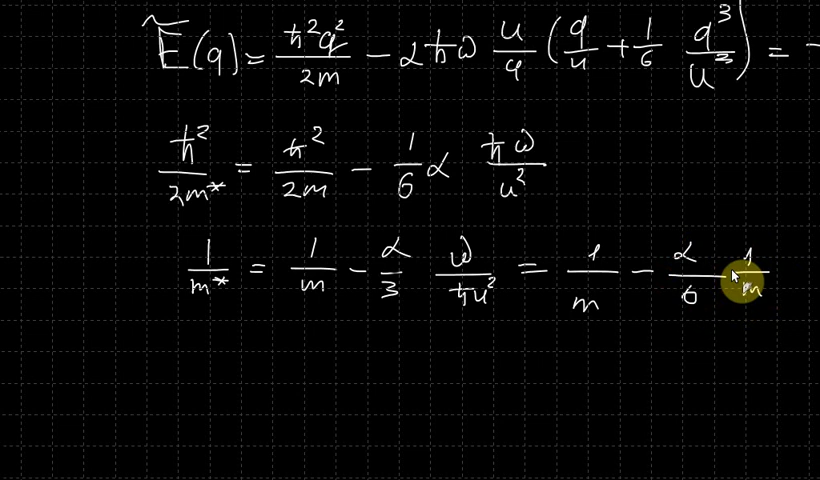 Ẽ(q) = ħ²q²/2m − αħω u/q (q/u + 1/6 q³/u³) = −
ħ²/2m* = ħ²/2m − 1/6 α ħω/u²
1/m* = 1/m − α/3 ω/ħu² = 1/m − α/6 1/m